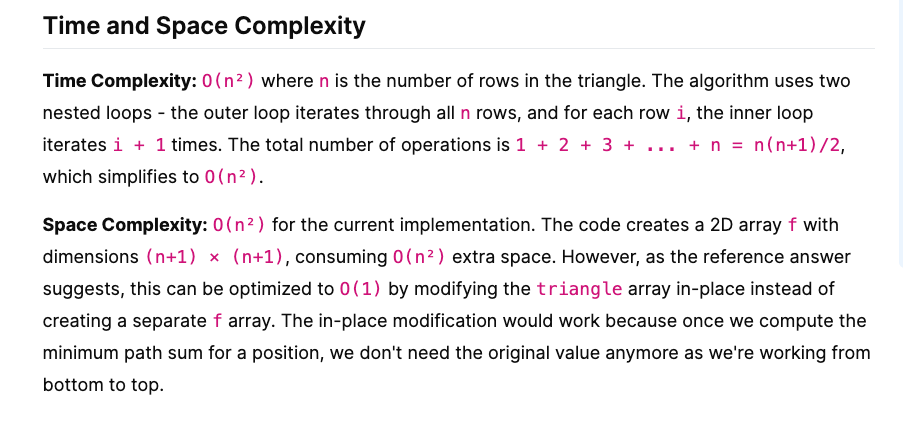 Time and Space Complexity
Time Complexity: O(n²) where n is the number of rows in the triangle. The algorithm uses two
nested loops - the outer loop iterates through all n rows, and for each row i, the inner loop
iterates i + 1 times. The total number of operations is 1 + 2 + 3 + ... + n = n(n+1)/2,
which simplifies to O(n²).
Space Complexity: O(n²) for the current implementation. The code creates a 2D array f with
dimensions (n+1) × (n+1), consuming O(n²) extra space. However, as the reference answer
suggests, this can be optimized to O(1) by modifying the triangle array in-place instead of
creating a separate f array. The in-place modification would work because once we compute the
minimum path sum for a position, we don't need the original value anymore as we're working from
bottom to top.